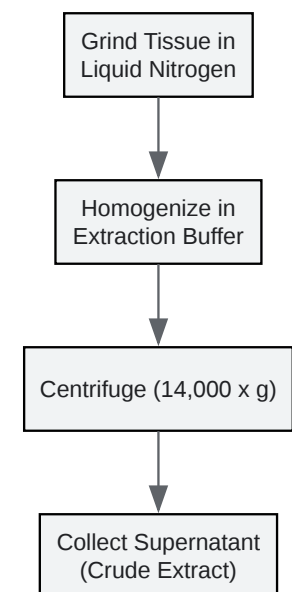 Grind Tissue in
Liquid Nitrogen
Homogenize in
Extraction Buffer
Centrifuge (14,000 x g)
Collect Supernatant
(Crude Extract)